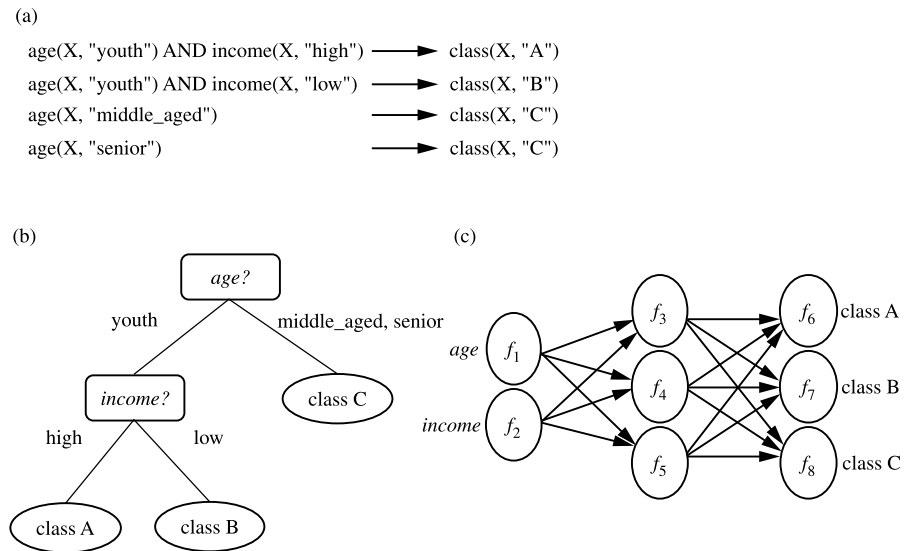 (a)
age(X, "youth") AND income(X, "high") class(X, "A")
age(X, "youth") AND income(X, "low") class(X, "B")
age(X, "middle_aged") class(X, "C")
age(X, "senior") class(X, "C")
(b)
age?
youth
middle_aged, senior
income?
class C
high
low
class A
class B
(c)
age
f1
income
f2
f3
f4
f5
f6
class A
f7
class B
f8
class C